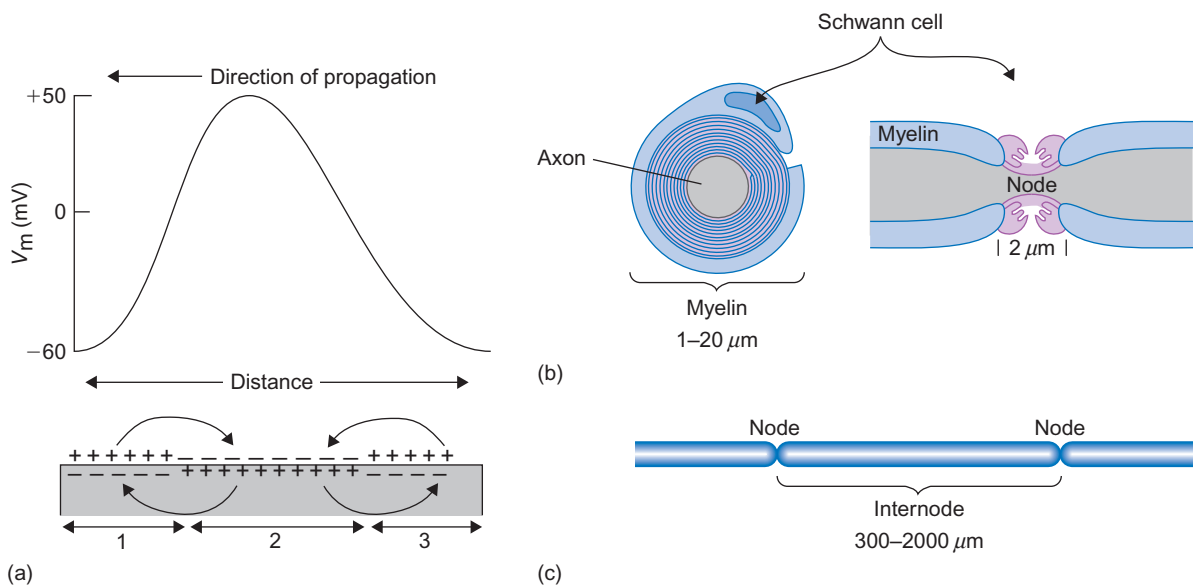 Direction of propagation
+50
0
−60
Vm (mV)
Distance
+ + + + + + — — — — — — — — + + + + +
— — — — — + + + + + + + + + — — — —
1
2
3
(a)
Schwann cell
Axon
Myelin
1–20 μm
Myelin
Node
2 μm
(b)
Node
Node
Internode
300–2000 μm
(c)